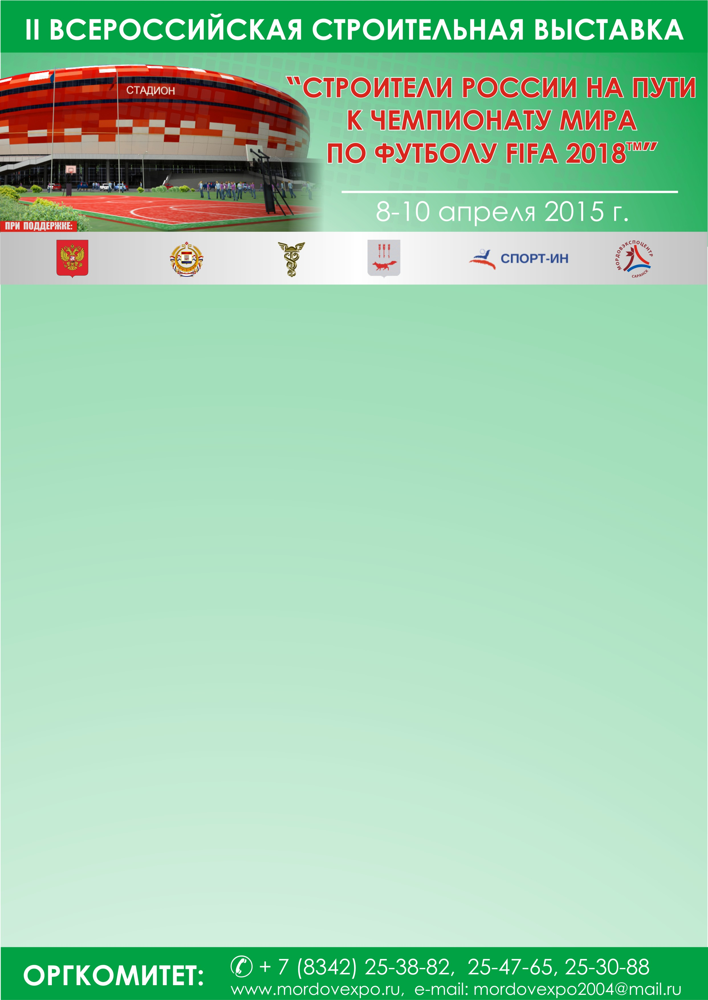 II ВСЕРОССИЙСКАЯ СТРОИТЕЛЬНАЯ ВЫСТАВКА
СТАДИОН
“СТРОИТЕЛИ РОССИИ НА ПУТИ
К ЧЕМПИОНАТУ МИРА
ПО ФУТБОЛУ FIFA 2018™”
8-10 апреля 2015 г.
ПРИ ПОДДЕРЖКЕ:
СПОРТ-ИН
МОРДОВЭКСПОЦЕНТР
САРАНСК
ОРГКОМИТЕТ:
✆ + 7 (8342) 25-38-82, 25-47-65, 25-30-88
www.mordovexpo.ru, e-mail: mordovexpo2004@mail.ru